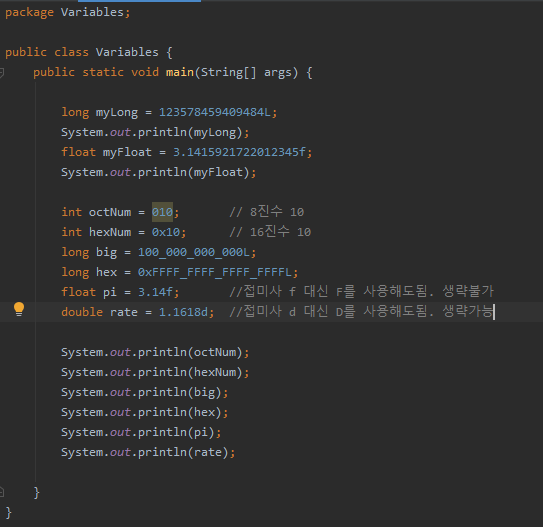 package Variables;
public class Variables {
public static void main(String[] args) {
long myLong = 123578459409484L;
System.out.println(myLong);
float myFloat = 3.1415921722012345f;
System.out.println(myFloat);
int octNum = 010; // 8진수 10
int hexNum = 0x10; // 16진수 10
long big = 100_000_000_000L;
long hex = 0xFFFF_FFFF_FFFF_FFFFL;
float pi = 3.14f; //접미사 f 대신 F를 사용해도됨. 생략불가
double rate = 1.1618d; //접미사 d 대신 D를 사용해도됨. 생략가능
System.out.println(octNum);
System.out.println(hexNum);
System.out.println(big);
System.out.println(hex);
System.out.println(pi);
System.out.println(rate);
}
}